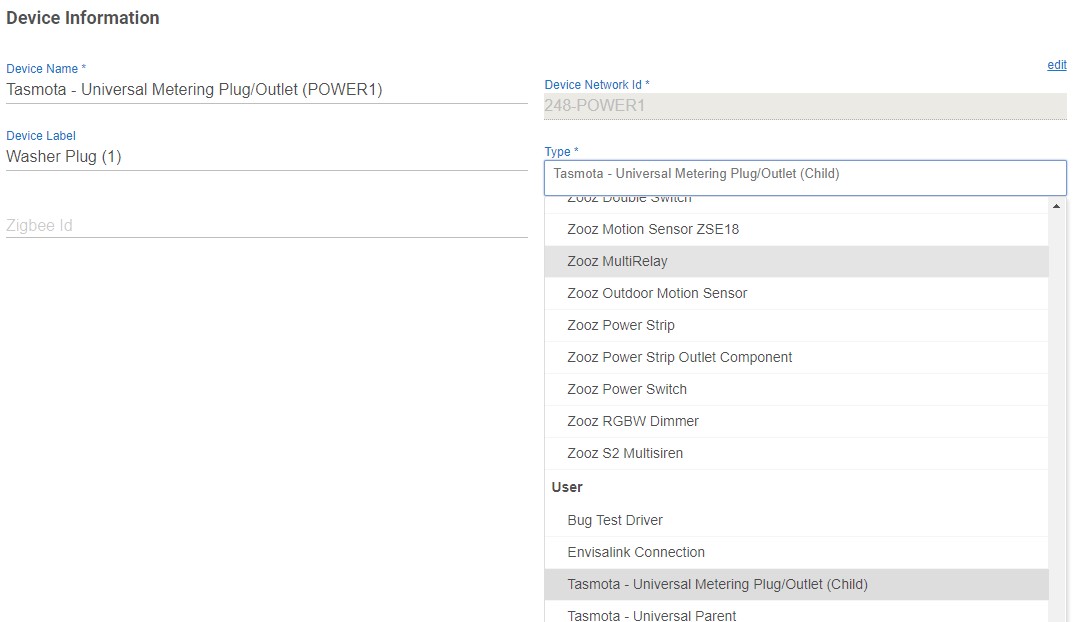 Device Information
Device Name *
Tasmota - Universal Metering Plug/Outlet (POWER1)
Device Label
Washer Plug (1)
Zigbee Id
edit
Device Network Id *
248-POWER1
Type *
Tasmota - Universal Metering Plug/Outlet (Child)
Zooz Double Switch
Zooz Motion Sensor ZSE18
Zooz MultiRelay
Zooz Outdoor Motion Sensor
Zooz Power Strip
Zooz Power Strip Outlet Component
Zooz Power Switch
Zooz RGBW Dimmer
Zooz S2 Multisiren
User
Bug Test Driver
Envisalink Connection
Tasmota - Universal Metering Plug/Outlet (Child)
Tasmota - Universal Parent